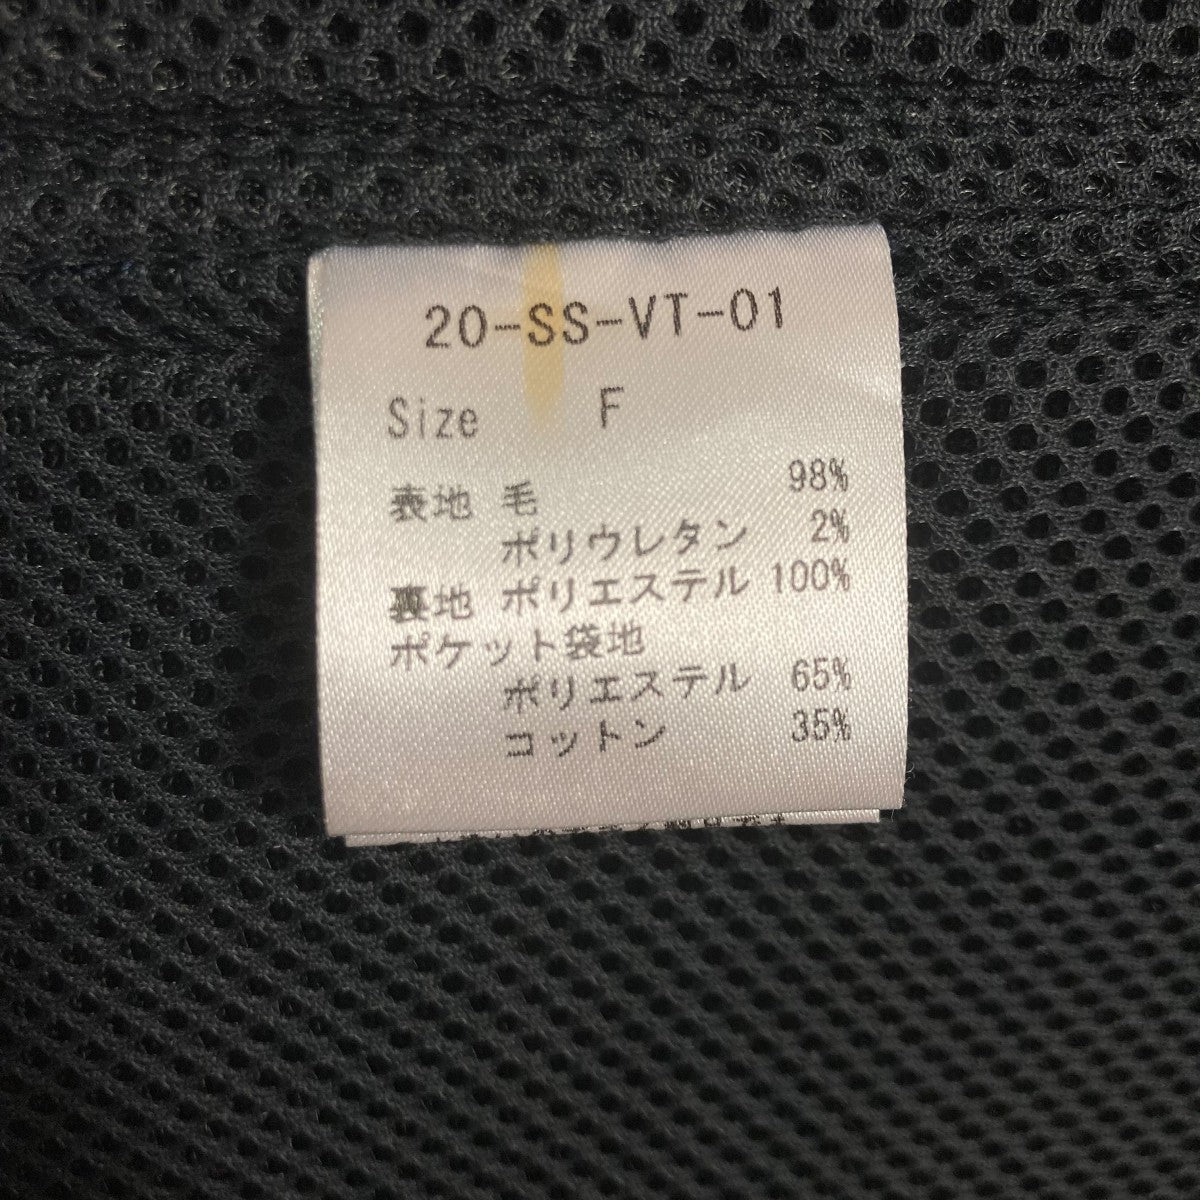 20-SS-VT-01
Size F
表地 毛 98%
ポリウレタン 2%
裏地 ポリエステル 100%
ポケット袋地
ポリエステル 65%
コットン 35%